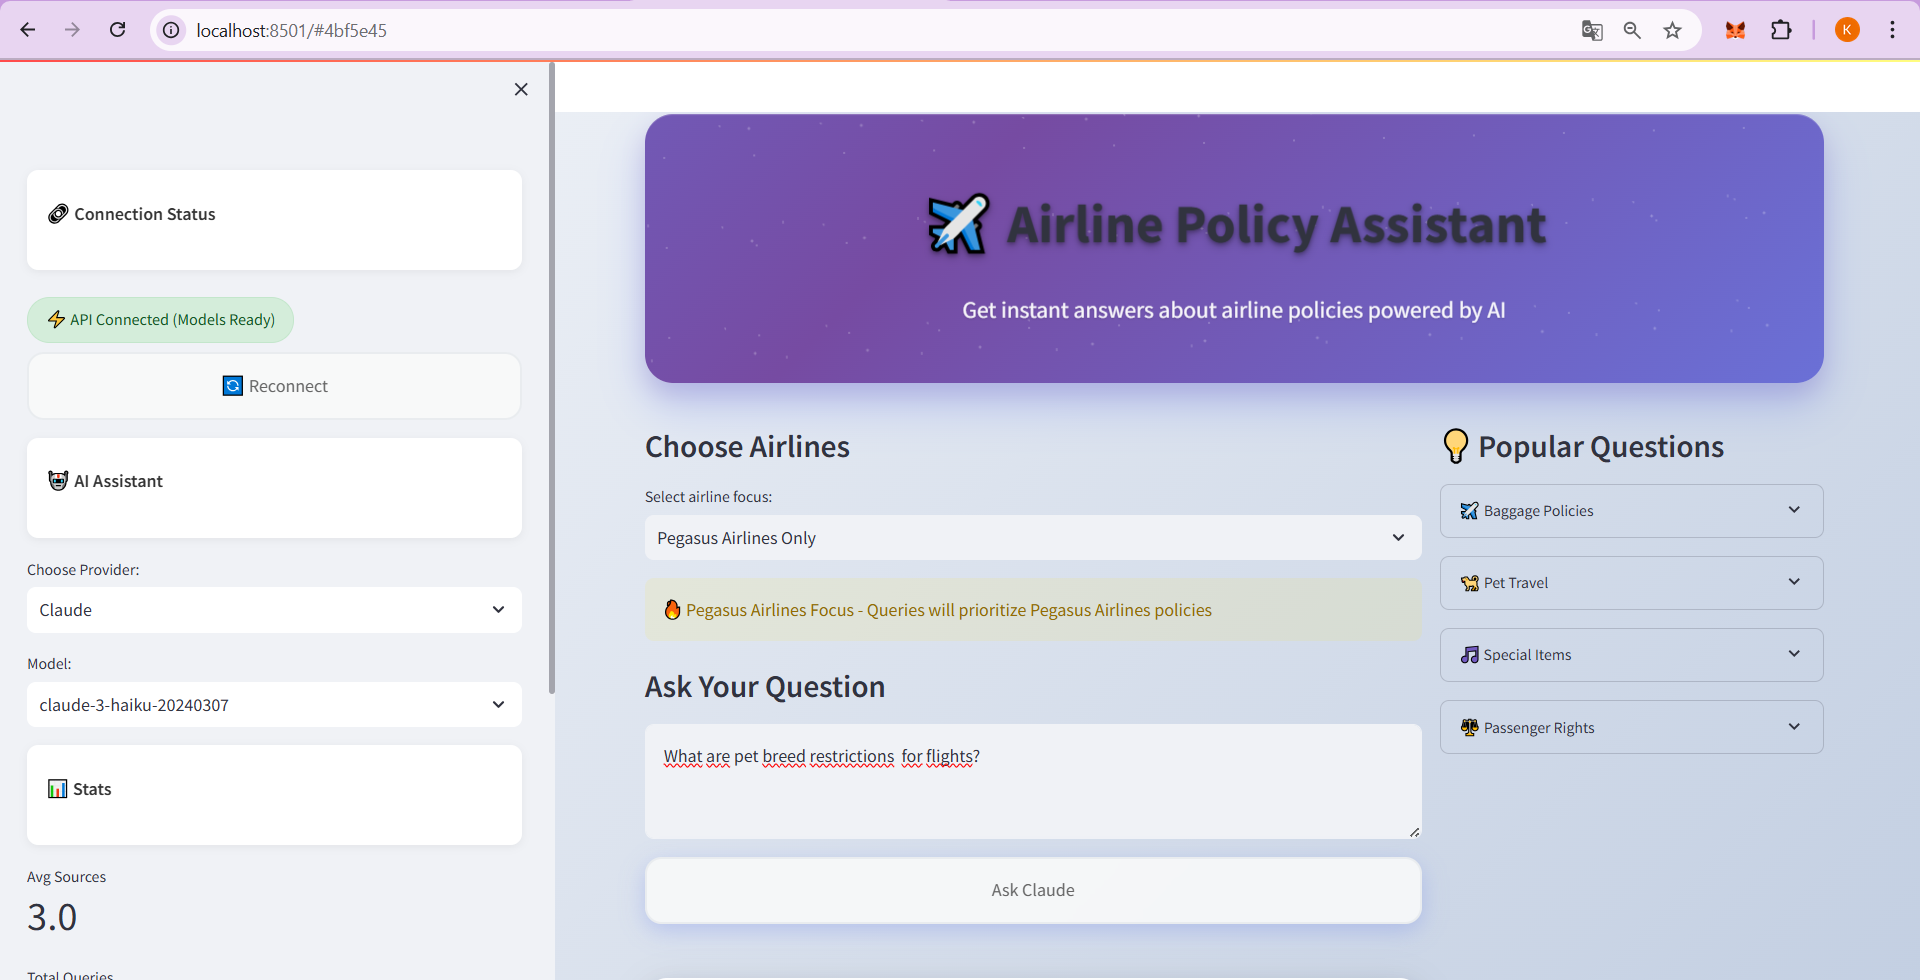 localhost:8501/#4bf5e45
K
Connection Status
API Connected (Models Ready)
Reconnect
AI Assistant
Choose Provider:
Claude
Model:
claude-3-haiku-20240307
Stats
Avg Sources
3.0
Total Queries
Airline Policy Assistant
Get instant answers about airline policies powered by AI
Choose Airlines
Select airline focus:
Pegasus Airlines Only
Pegasus Airlines Focus - Queries will prioritize Pegasus Airlines policies
Ask Your Question
What are pet breed restrictions  for flights?
Ask Claude
Popular Questions
Baggage Policies
Pet Travel
Special Items
Passenger Rights